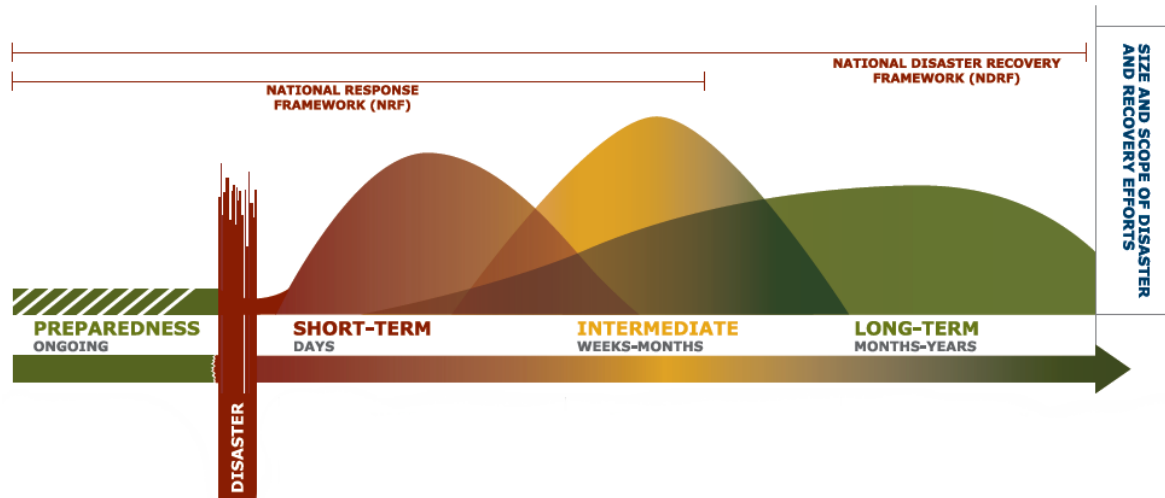 NATIONAL DISASTER RECOVERY
FRAMEWORK (NDRF)
NATIONAL RESPONSE
FRAMEWORK (NRF)
SIZE AND SCOPE OF DISASTER
AND RECOVERY EFFORTS
PREPAREDNESS
ONGOING
SHORT-TERM
DAYS
INTERMEDIATE
WEEKS-MONTHS
LONG-TERM
MONTHS-YEARS
DISASTER